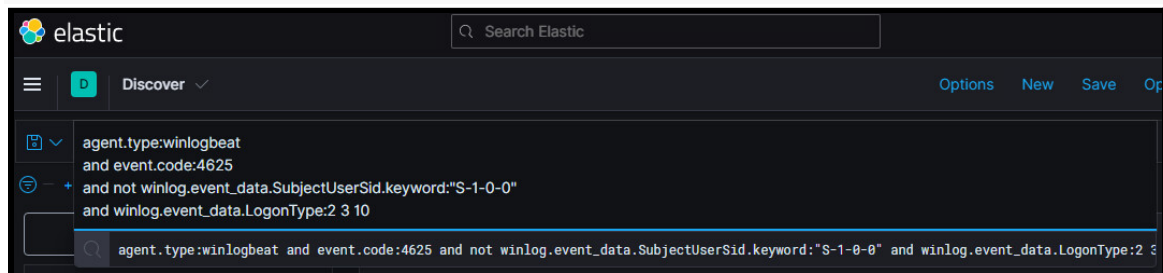 elastic
Search Elastic
D
Discover
Options
New
Save
Op
agent.type:winlogbeat
and event.code:4625
and not winlog.event_data.SubjectUserSid.keyword:"S-1-0-0"
and winlog.event_data.LogonType:2 3 10
agent.type:winlogbeat and event.code:4625 and not winlog.event_data.SubjectUserSid.keyword:"S-1-0-0" and winlog.event_data.LogonType:2 3